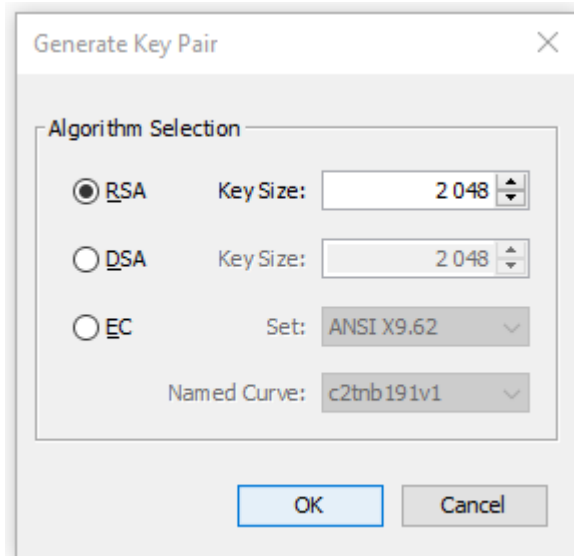 Generate Key Pair
Algorithm Selection
RSA Key Size: 2 048
DSA Key Size: 2 048
EC Set: ANSI X9.62
Named Curve: c2tnb191v1
OK Cancel